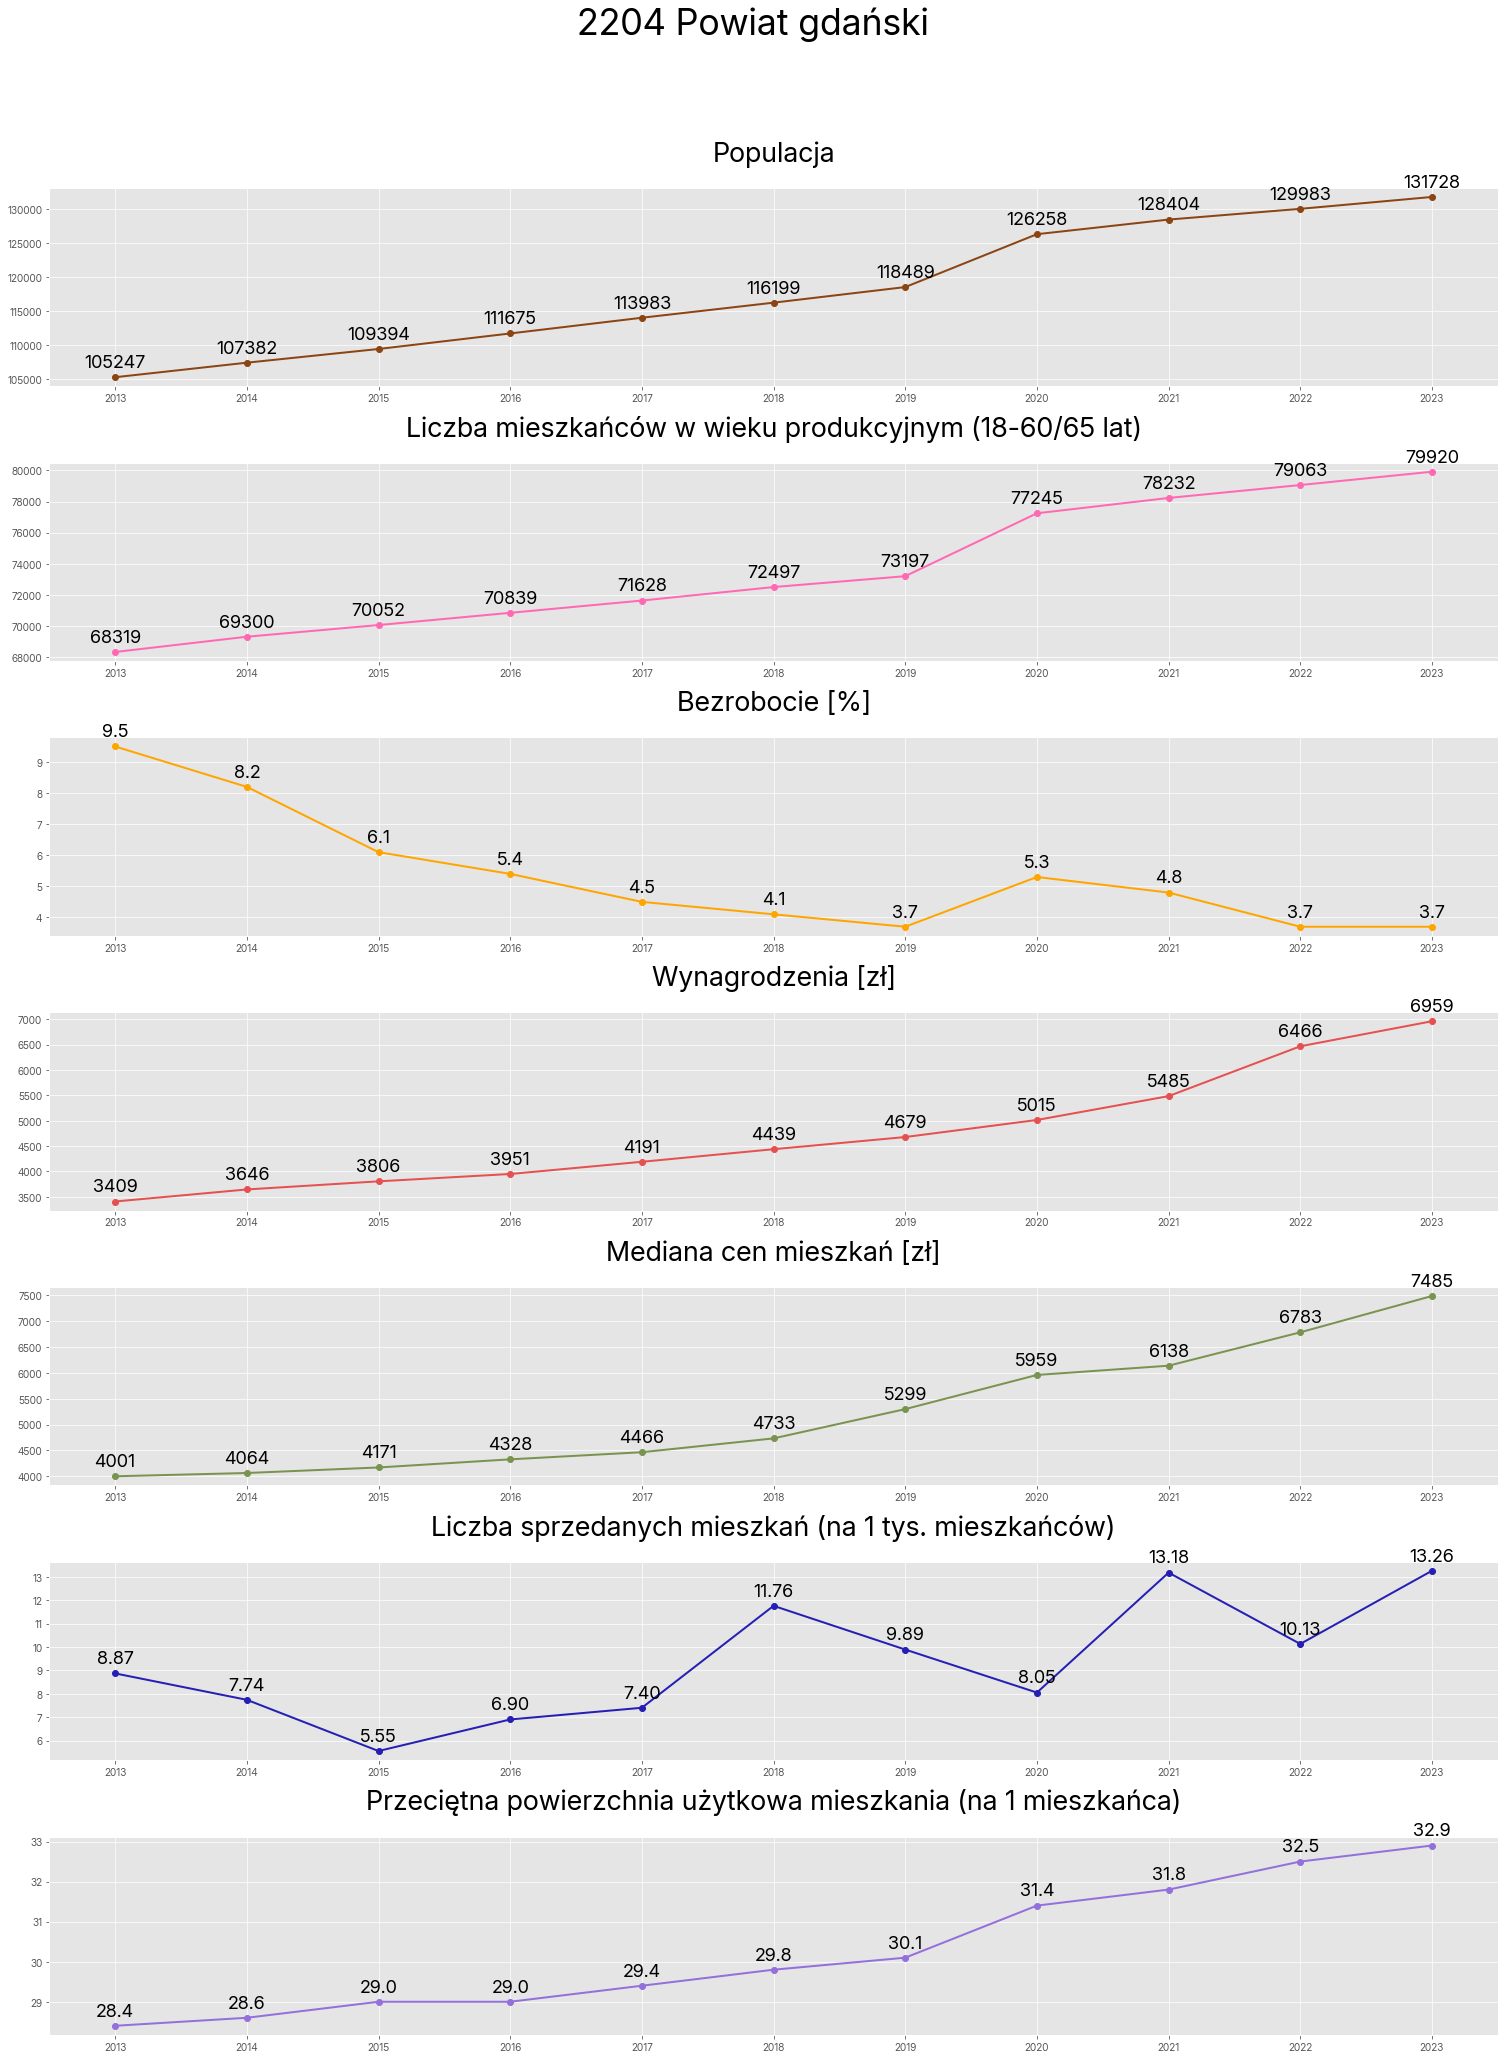 2204 Powiat gdański
Populacja
130000
125000
120000
115000
110000
105000
105247 107382 109394 111675 113983 116199 118489 126258 128404 129983 131728
2013 2014 2015 2016 2017 2018 2019 2020 2021 2022 2023
Liczba mieszkańców w wieku produkcyjnym (18-60/65 lat)
80000
78000
76000
74000
72000
70000
68000
68319 69300 70052 70839 71628 72497 73197 77245 78232 79063 79920
2013 2014 2015 2016 2017 2018 2019 2020 2021 2022 2023
Bezrobocie [%]
9
8
7
6
5
4
9.5 8.2 6.1 5.4 4.5 4.1 3.7 5.3 4.8 3.7 3.7
2013 2014 2015 2016 2017 2018 2019 2020 2021 2022 2023
Wynagrodzenia [zł]
7000
6500
6000
5500
5000
4500
4000
3500
3409 3646 3806 3951 4191 4439 4679 5015 5485 6466 6959
2013 2014 2015 2016 2017 2018 2019 2020 2021 2022 2023
Mediana cen mieszkań [zł]
7500
7000
6500
6000
5500
5000
4500
4000
4001 4064 4171 4328 4466 4733 5299 5959 6138 6783 7485
2013 2014 2015 2016 2017 2018 2019 2020 2021 2022 2023
Liczba sprzedanych mieszkań (na 1 tys. mieszkańców)
13
12
11
10
9
8
7
6
8.87 7.74 5.55 6.90 7.40 11.76 9.89 8.05 13.18 10.13 13.26
2013 2014 2015 2016 2017 2018 2019 2020 2021 2022 2023
Przeciętna powierzchnia użytkowa mieszkania (na 1 mieszkańca)
33
32
31
30
29
28.4 28.6 29.0 29.0 29.4 29.8 30.1 31.4 31.8 32.5 32.9
2013 2014 2015 2016 2017 2018 2019 2020 2021 2022 2023